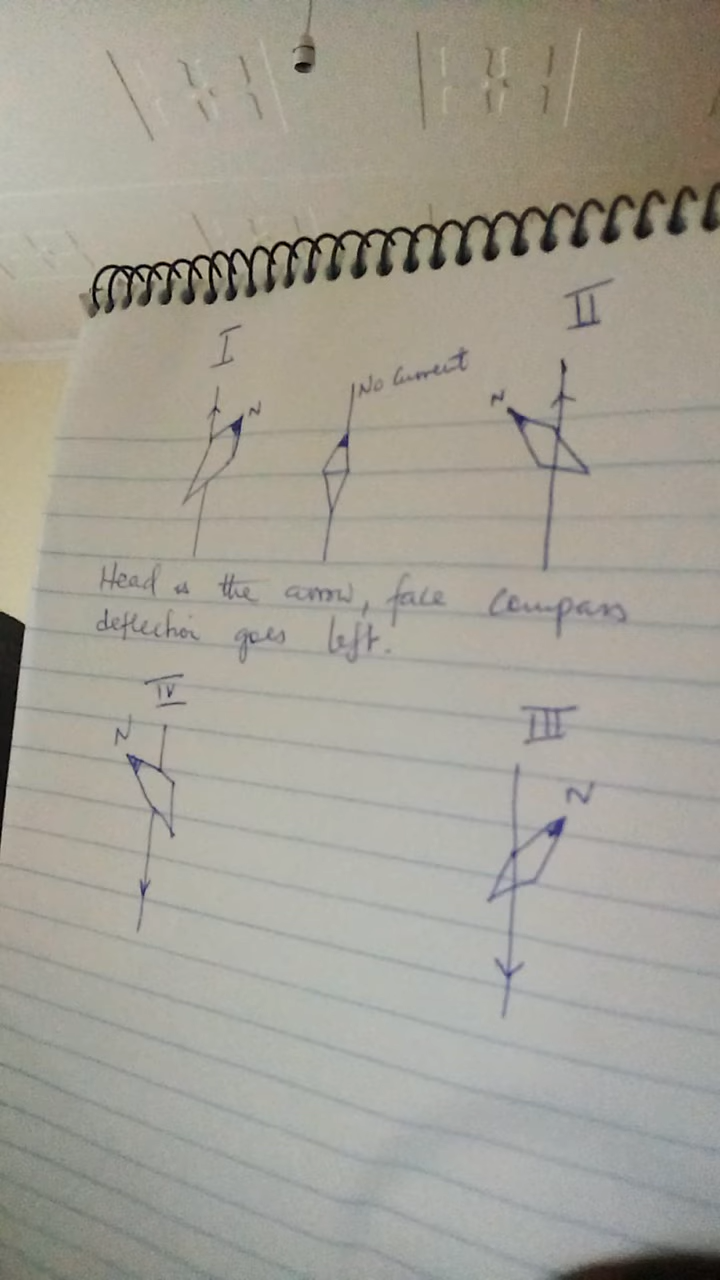 I
II
No Current
N
N
Head is the arrow, face compass
deflection goes left.
IV
III
N
N